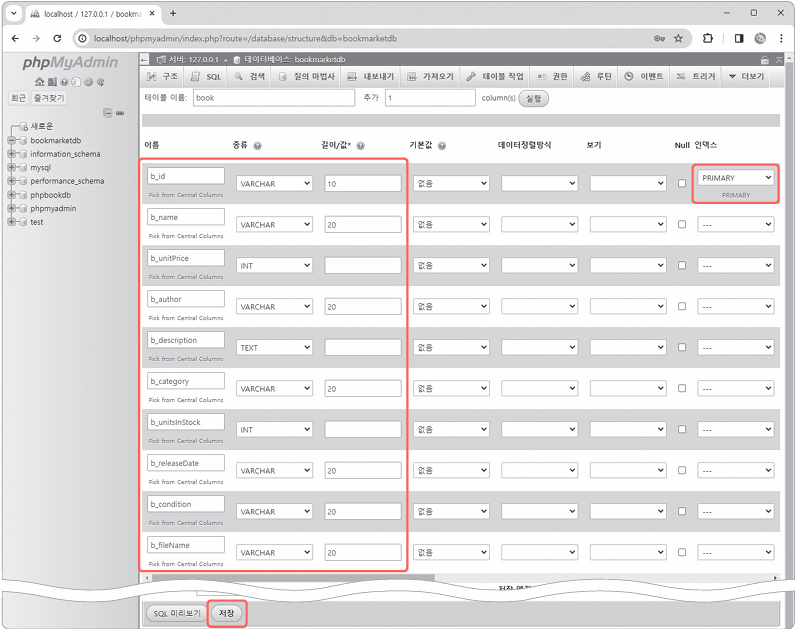 localhost / 127.0.0.1 / bookma
localhost/phpmyadmin/index.php?route=/database/structure&db=bookmarketdb
phpMyAdmin
최근 즐겨찾기
새로운
bookmarketdb
information_schema
mysql
performance_schema
phpbookdb
phpmyadmin
test
서버: 127.0.0.1 » 데이터베이스: bookmarketdb
구조 SQL 검색 질의 마법사 내보내기 가져오기 테이블 작업 권한 루틴 이벤트 트리거 더보기
테이블 이름: book 추가 1 column(s) 실행
이름 종류 길이/값* 기본값 데이터정렬방식 보기 Null 인덱스
b_id VARCHAR 10 없음 PRIMARY
Pick from Central Columns PRIMARY
b_name VARCHAR 20 없음 ---
Pick from Central Columns
b_unitPrice INT 없음 ---
Pick from Central Columns
b_author VARCHAR 20 없음 ---
Pick from Central Columns
b_description TEXT 없음 ---
Pick from Central Columns
b_category VARCHAR 20 없음 ---
Pick from Central Columns
b_unitsInStock INT 없음 ---
Pick from Central Columns
b_releaseDate VARCHAR 20 없음 ---
Pick from Central Columns
b_condition VARCHAR 20 없음 ---
Pick from Central Columns
b_fileName VARCHAR 20 없음 ---
Pick from Central Columns
SQL 미리보기 저장